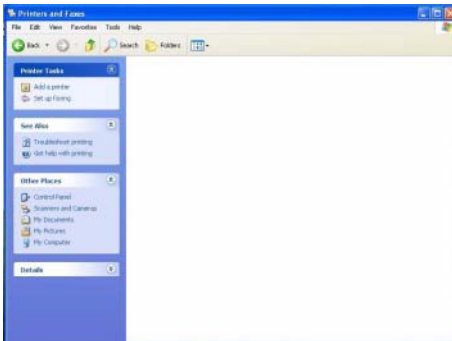 Printers and Faxes
File Edit View Favorites Tools Help
Back Search Folders
Printer Tasks
Add a printer
Set up faxing
See Also
Troubleshoot printing
Get help with printing
Other Places
Control Panel
Scanners and Cameras
My Documents
My Pictures
My Computer
Details